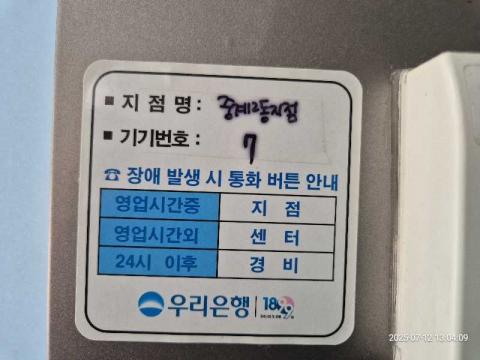 ■ 지점명 : 중계2동지점
■ 기기번호 : 7
☎ 장애 발생 시 통화 버튼 안내
영업시간중 지 점
영업시간외 센 터
24시 이후 경 비
우리은행 1899
2025-07-12 13:04:09